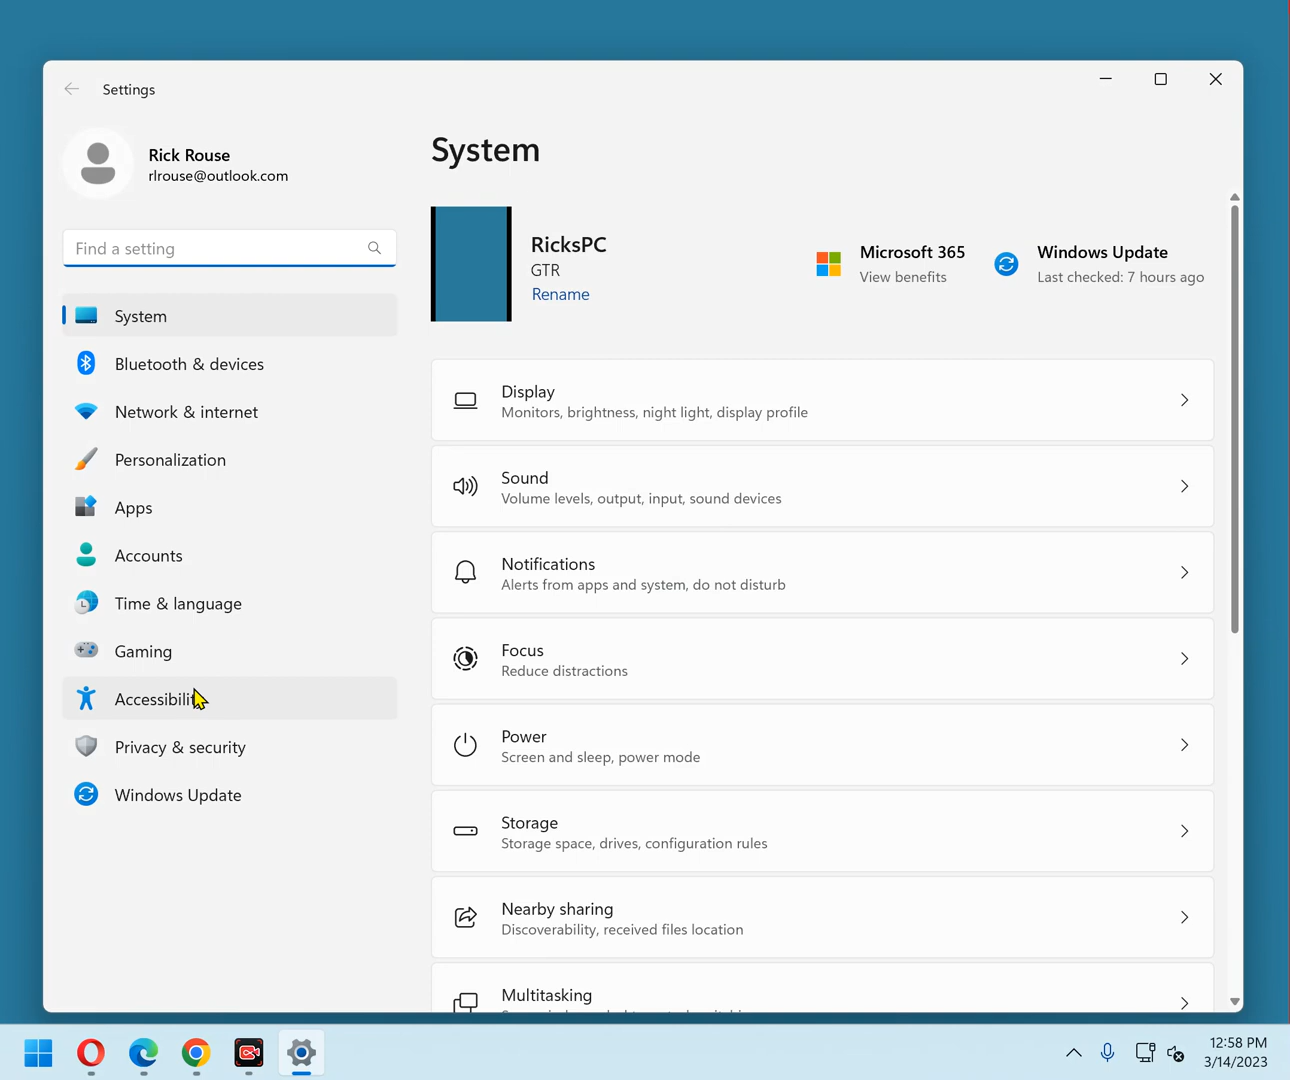 Settings
Rick Rouse
rlrouse@outlook.com
Find a setting
System
Bluetooth & devices
Network & internet
Personalization
Apps
Accounts
Time & language
Gaming
Accessibilit
Privacy & security
Windows Update
System
RicksPC
GTR
Rename
Microsoft 365
View benefits
Windows Update
Last checked: 7 hours ago
Display
Monitors, brightness, night light, display profile
Sound
Volume levels, output, input, sound devices
Notifications
Alerts from apps and system, do not disturb
Focus
Reduce distractions
Power
Screen and sleep, power mode
Storage
Storage space, drives, configuration rules
Nearby sharing
Discoverability, received files location
Multitasking
12:58 PM
3/14/2023